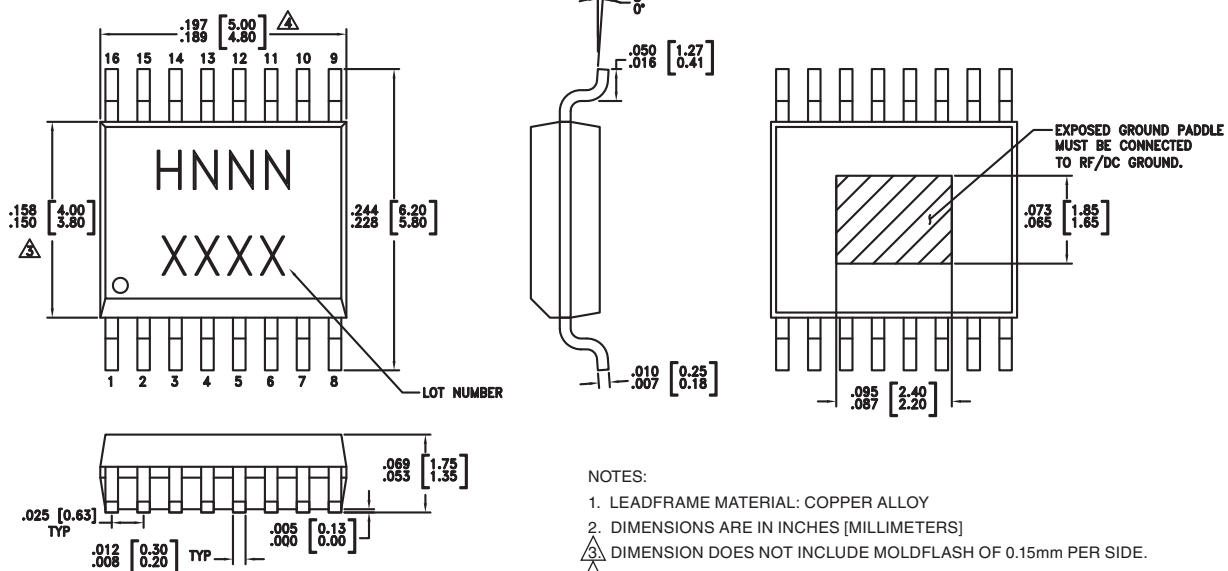 .197 [5.00]
.189 [4.80] 4
0°
.050 [1.27]
.016 [0.41]
16 15 14 13 12 11 10 9
EXPOSED GROUND PADDLE
MUST BE CONNECTED
TO RF/DC GROUND.
HNNN
XXXX
.158 [4.00]
.150 [3.80]
3
.244 [6.20]
.228 [5.80]
.073 [1.85]
.065 [1.65]
1 2 3 4 5 6 7 8
LOT NUMBER
.010 [0.25]
.007 [0.18]
.095 [2.40]
.087 [2.20]
.069 [1.75]
.053 [1.35]
.025 [0.63]
TYP
.005 [0.13]
.000 [0.00]
.012 [0.30]
.008 [0.20] TYP
NOTES:
1. LEADFRAME MATERIAL: COPPER ALLOY
2. DIMENSIONS ARE IN INCHES [MILLIMETERS]
3. DIMENSION DOES NOT INCLUDE MOLDFLASH OF 0.15mm PER SIDE.